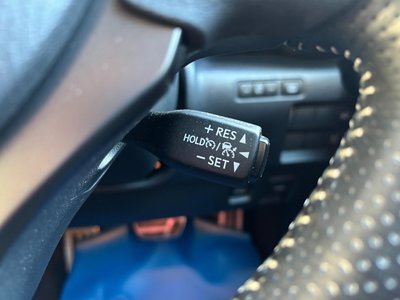 + RES ▲
HOLD / ◀
− SET ▼